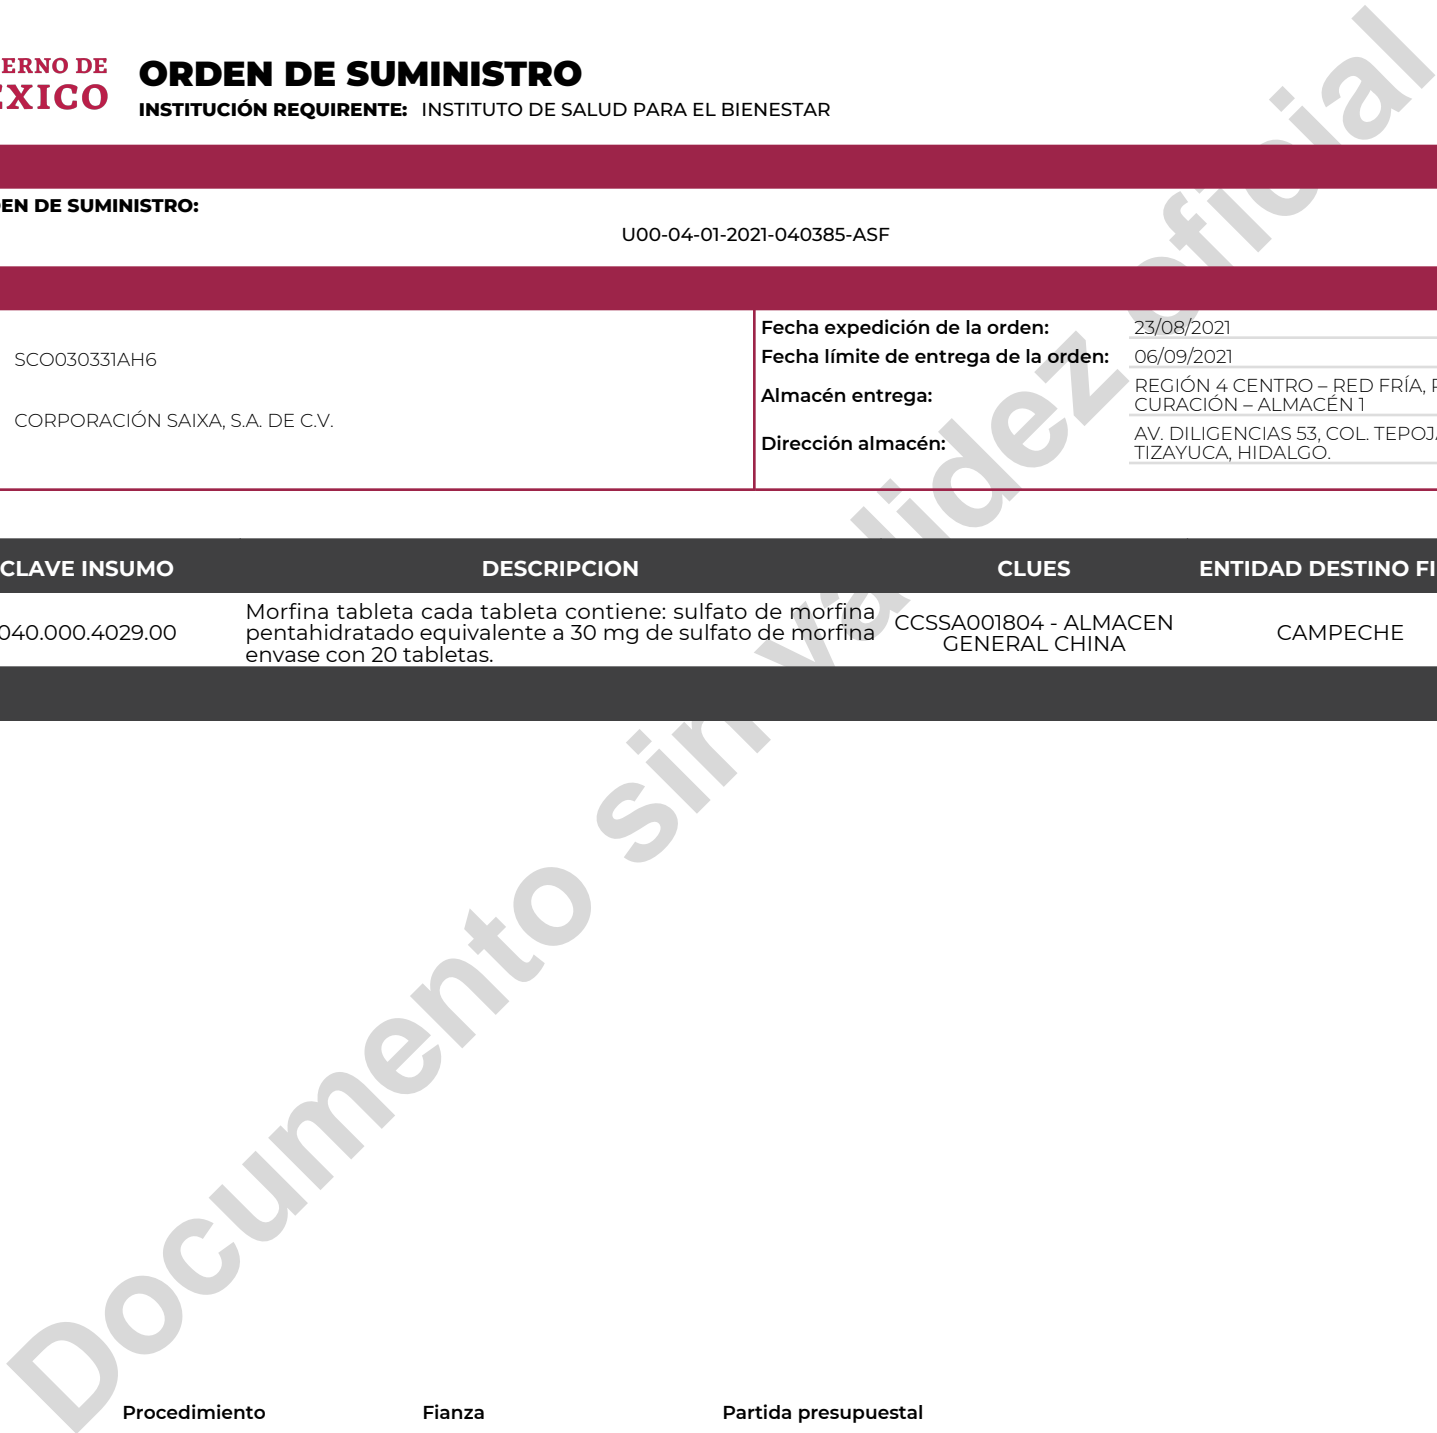 ERNO DE
EXICO
ORDEN DE SUMINISTRO
INSTITUCIÓN REQUIRENTE: INSTITUTO DE SALUD PARA EL BIENESTAR
EN DE SUMINISTRO:
U00-04-01-2021-040385-ASF
SCO030331AH6
CORPORACIÓN SAIXA, S.A. DE C.V.
Fecha expedición de la orden: 23/08/2021
Fecha límite de entrega de la orden: 06/09/2021
Almacén entrega: REGIÓN 4 CENTRO – RED FRÍA,
CURACIÓN – ALMACÉN 1
Dirección almacén: AV. DILIGENCIAS 53, COL. TEPOJ
TIZAYUCA, HIDALGO.
CLAVE INSUMO DESCRIPCION CLUES ENTIDAD DESTINO FI
040.000.4029.00
Morfina tableta cada tableta contiene: sulfato de morfina
pentahidratado equivalente a 30 mg de sulfato de morfina
envase con 20 tabletas.
CCSSA001804 - ALMACEN
GENERAL CHINA
CAMPECHE
Documento sin validez oficial
Procedimiento Fianza Partida presupuestal